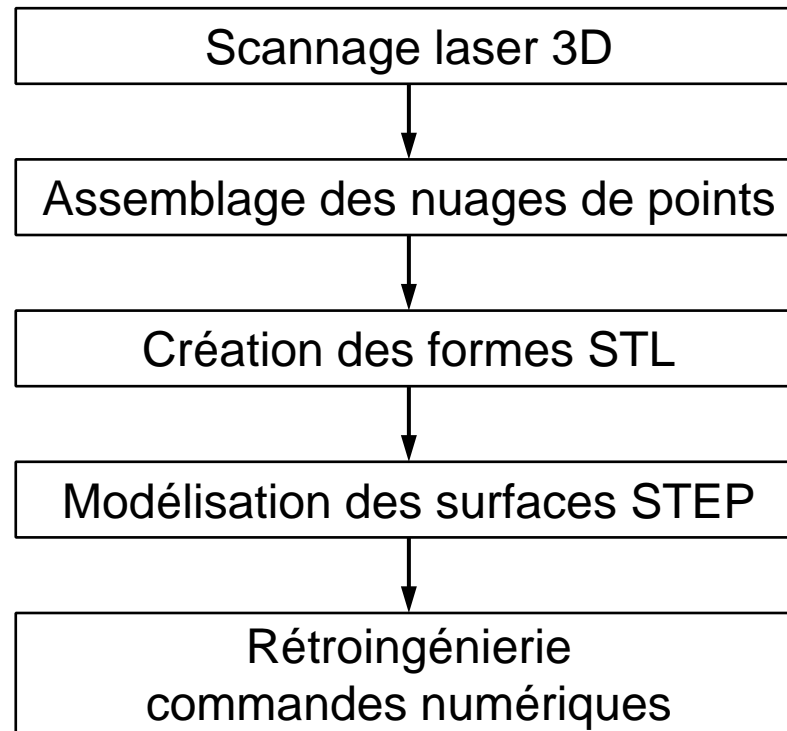 Scannage laser 3D
Assemblage des nuages de points
Création des formes STL
Modélisation des surfaces STEP
Rétroingénierie
commandes numériques